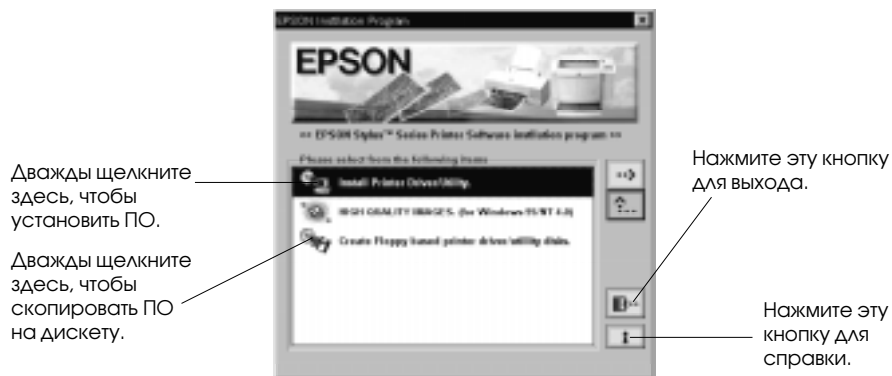 EPSON Instllation Program
EPSON
== EPSON Stylus™ Series Printer Software instllation program ==
Please select from the following items
Install Printer Driver/Utility.
HIGH QUALITY IMAGES. (for Windows 95/NT 4.0)
Create Floppy based printer driver/utility disks.
Дважды щелкните
здесь, чтобы
установить ПО.
Дважды щелкните
здесь, чтобы
скопировать ПО
на дискету.
Нажмите эту кнопку
для выхода.
Нажмите эту
кнопку для
справки.